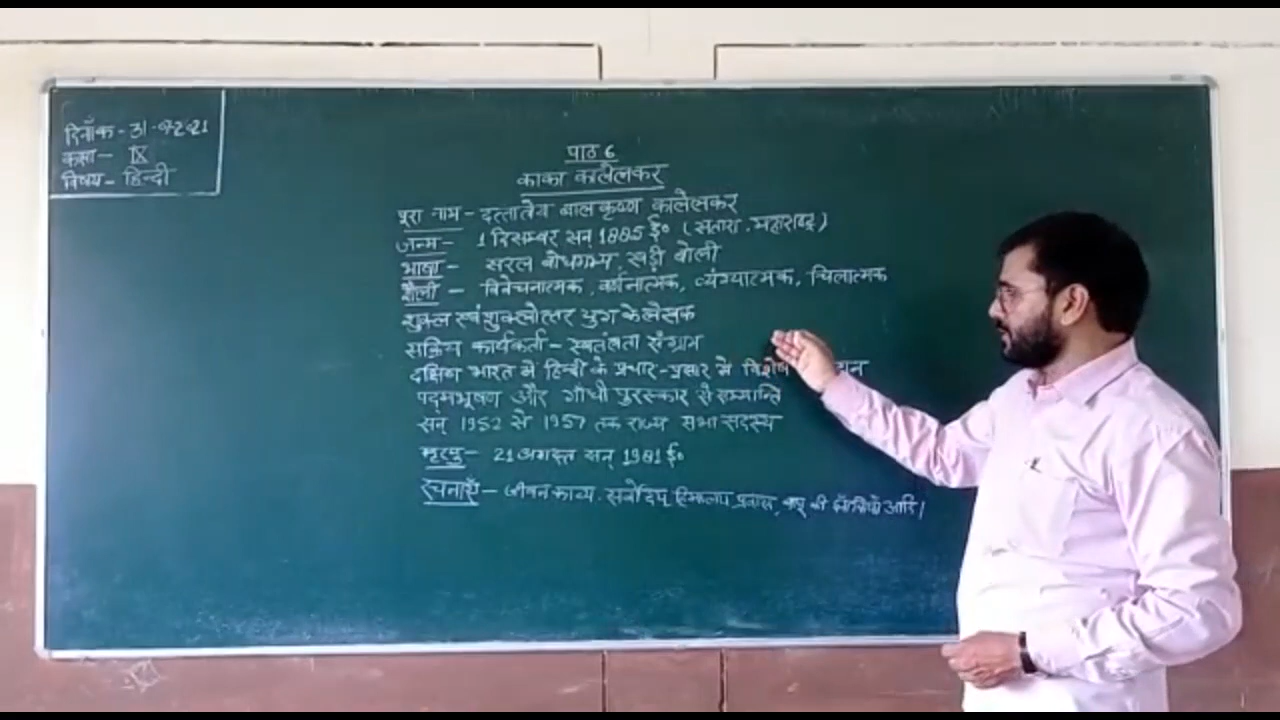 दिनाँक - 31-07-2021
कक्षा - IX
विषय - हिन्दी
पाठ 6
काका कालेलकर
पूरा नाम - दत्तात्रेय बालकृष्ण कालेलकर
जन्म - 1 दिसम्बर सन् 1885 ई० (सतारा, महाराष्ट्र)
भाषा - सरल बोधगम्य, खड़ी बोली
शैली - विवेचनात्मक, वर्णनात्मक, व्यंग्यात्मक, चित्रात्मक
शुक्ल एवं शुक्लोत्तर युग के लेखक
सक्रिय कार्यकर्ता - स्वतंत्रता संग्राम
दक्षिण भारत में हिन्दी के प्रचार-प्रसार में विशेष
पद्मभूषण और गाँधी पुरस्कार से सम्मानित
सन् 1952 से 1957 तक राज्य सभा सदस्य
मृत्यु - 21 अगस्त सन् 1981 ई०
रचनाएँ - जीवन काव्य, सर्वोदय, हिमालय प्रवास, बापू की झाँकियाँ आदि।